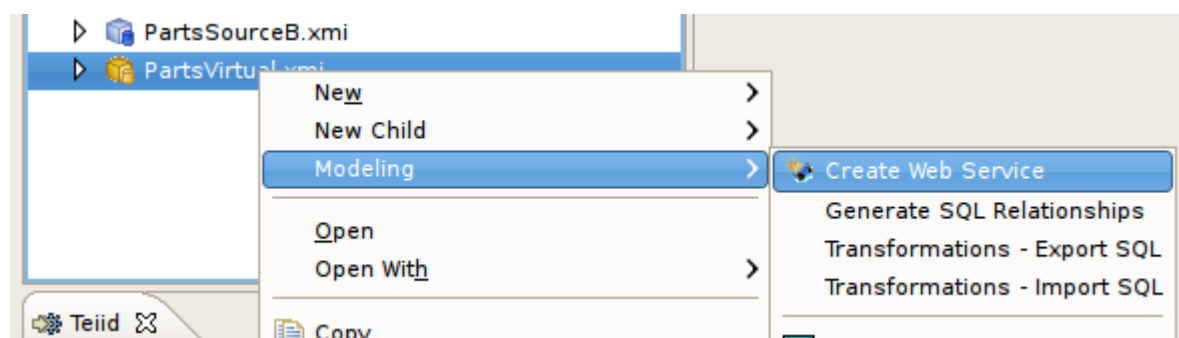 PartsSourceB.xmi
PartsVirtual.xmi
New
New Child
Modeling
Create Web Service
Generate SQL Relationships
Transformations - Export SQL
Transformations - Import SQL
Open
Open With
Teiid
Copy